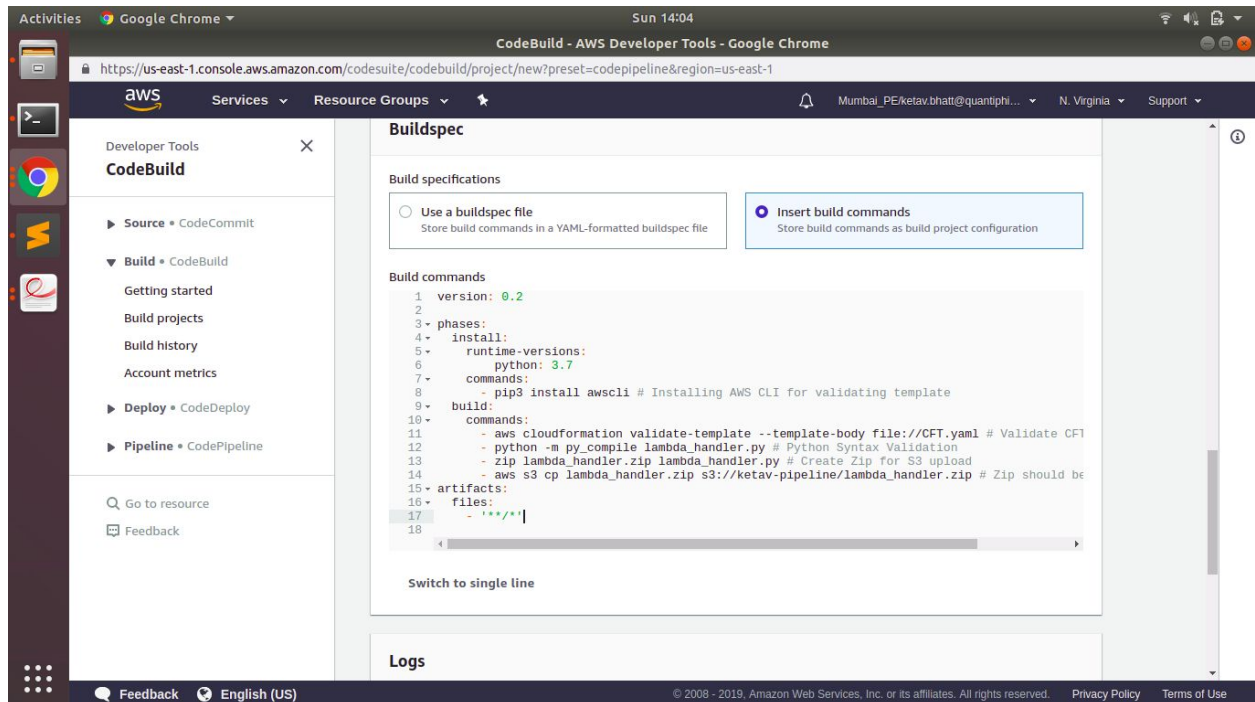 Activities Google Chrome Sun 14:04
CodeBuild - AWS Developer Tools - Google Chrome
https://us-east-1.console.aws.amazon.com/codesuite/codebuild/project/new?preset=codepipeline&region=us-east-1
aws Services Resource Groups Mumbai_PE/ketav.bhatt@quantiphi... N. Virginia Support
Developer Tools
CodeBuild
Source • CodeCommit
Build • CodeBuild
Getting started
Build projects
Build history
Account metrics
Deploy • CodeDeploy
Pipeline • CodePipeline
Go to resource
Feedback
Buildspec
Build specifications
Use a buildspec file
Store build commands in a YAML-formatted buildspec file
Insert build commands
Store build commands as build project configuration
Build commands
1 version: 0.2
2
3 phases:
4 install:
5 runtime-versions:
6 python: 3.7
7 commands:
8 - pip3 install awscli # Installing AWS CLI for validating template
9 build:
10 commands:
11 - aws cloudformation validate-template --template-body file://CFT.yaml # Validate CFT
12 - python -m py_compile lambda_handler.py # Python Syntax Validation
13 - zip lambda_handler.zip lambda_handler.py # Create Zip for S3 upload
14 - aws s3 cp lambda_handler.zip s3://ketav-pipeline/lambda_handler.zip # Zip should be
15 artifacts:
16 files:
17 - '**/*'
18
Switch to single line
Logs
Feedback English (US) © 2008 - 2019, Amazon Web Services, Inc. or its affiliates. All rights reserved. Privacy Policy Terms of Use